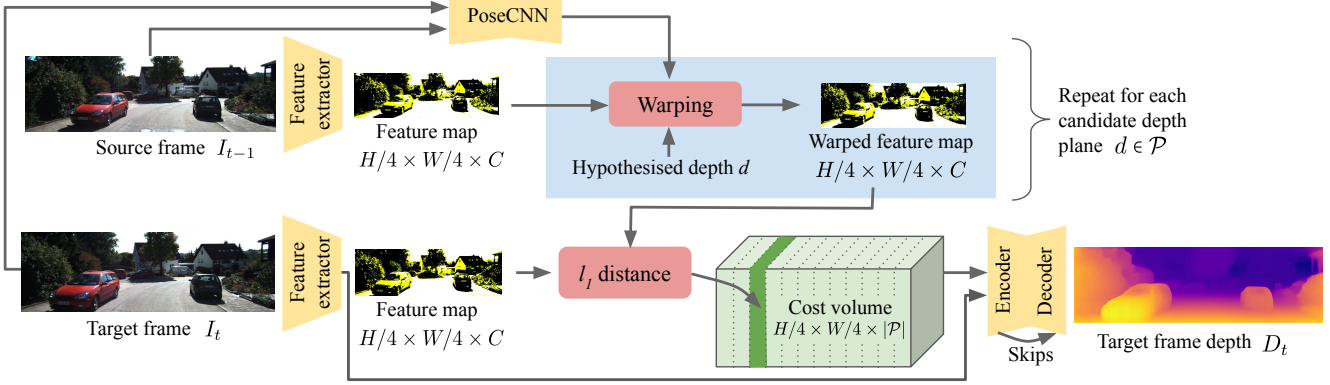 PoseCNN
Feature
extractor
Source frame I_{t−1}
Feature map
H/4 × W/4 × C
Warping
Hypothesised depth d
Warped feature map
H/4 × W/4 × C
Repeat for each
candidate depth
plane d ∈ 𝒫
Feature
extractor
Target frame I_t
Feature map
H/4 × W/4 × C
l_1 distance
Cost volume
H/4 × W/4 × |𝒫|
Encoder
Decoder
Skips
Target frame depth D_t